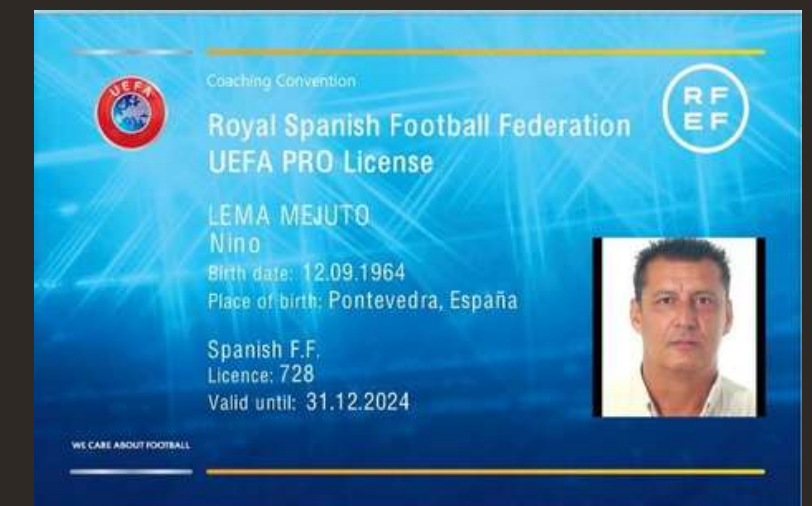 UEFA
Coaching Convention
RF
EF
Royal Spanish Football Federation
UEFA PRO License
LEMA MEJUTO
Nino
Birth date: 12.09.1964
Place of birth: Pontevedra, España
Spanish F.F.
Licence: 728
Valid until: 31.12.2024
WE CARE ABOUT FOOTBALL